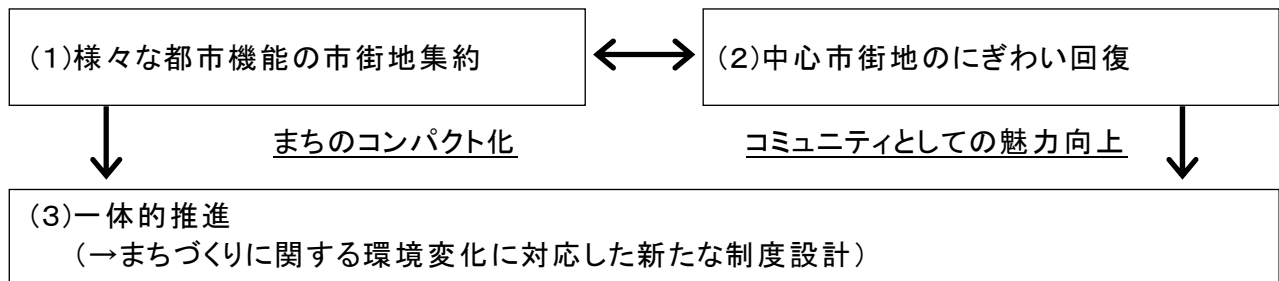 (1)様々な都市機能の市街地集約
(2)中心市街地のにぎわい回復
まちのコンパクト化
コミュニティとしての魅力向上
(3)一体的推進
(→まちづくりに関する環境変化に対応した新たな制度設計)